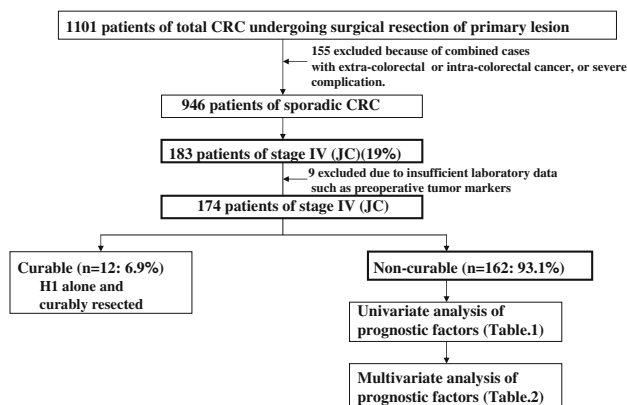 1101 patients of total CRC undergoing surgical resection of primary lesion
155 excluded because of combined cases
with extra-colorectal or intra-colorectal cancer, or severe
complication.
946 patients of sporadic CRC
183 patients of stage IV (JC)(19%)
9 excluded due to insufficient laboratory data
such as preoperative tumor markers
174 patients of stage IV (JC)
Curable (n=12: 6.9%)
H1 alone and
curably resected
Non-curable (n=162: 93.1%)
Univariate analysis of
prognostic factors (Table.1)
Multivariate analysis of
prognostic factors (Table.2)